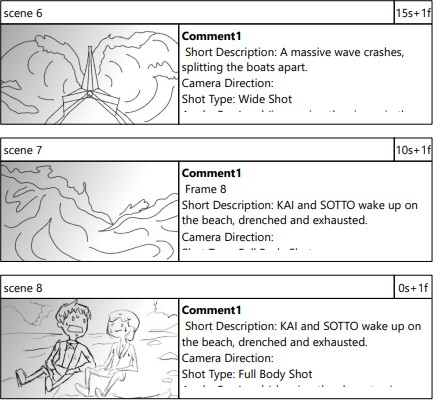 scene 6
15s+1f
Comment1
Short Description: A massive wave crashes,
splitting the boats apart.
Camera Direction:
Shot Type: Wide Shot
scene 7
10s+1f
Comment1
Frame 8
Short Description: KAI and SOTTO wake up on
the beach, drenched and exhausted.
Camera Direction:
scene 8
0s+1f
Comment1
Short Description: KAI and SOTTO wake up on
the beach, drenched and exhausted.
Camera Direction:
Shot Type: Full Body Shot